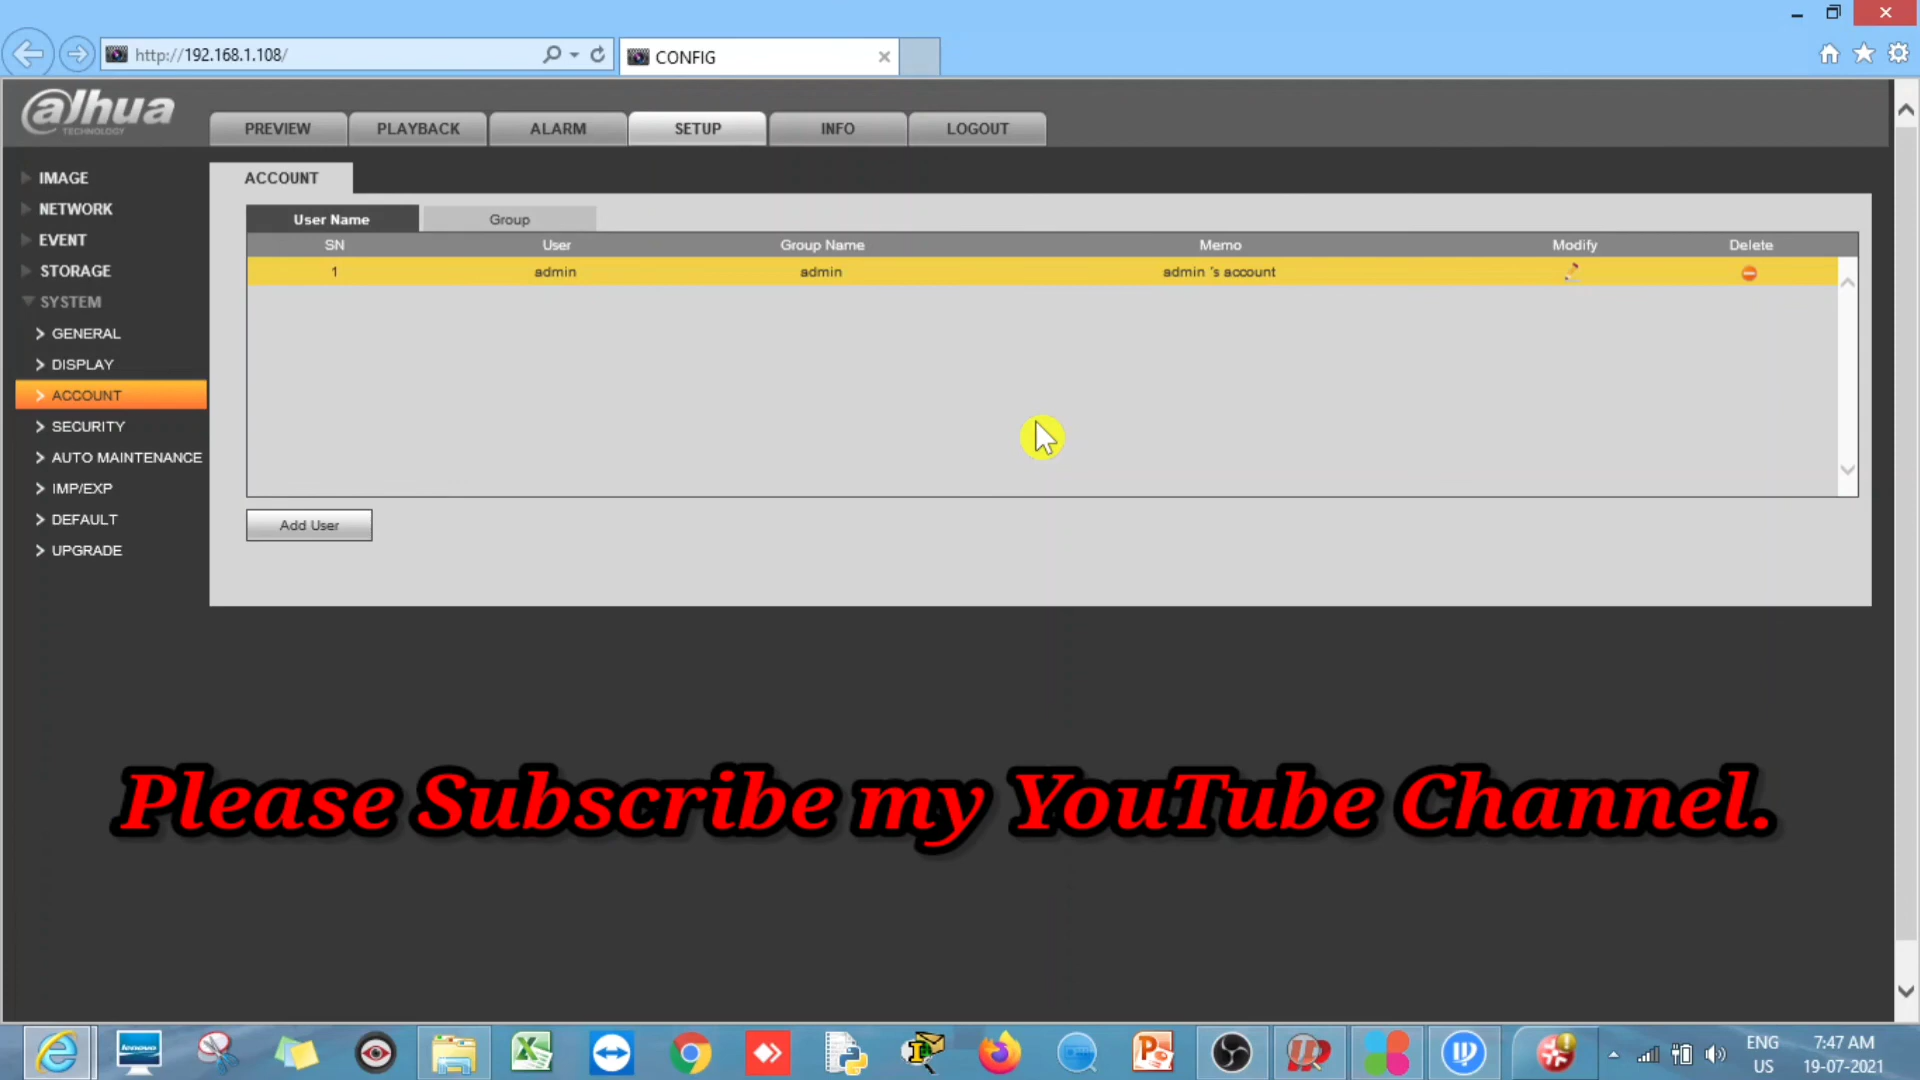 http://192.168.1.108/
CONFIG
alhua
TECHNOLOGY
PREVIEW
PLAYBACK
ALARM
SETUP
INFO
LOGOUT
IMAGE
NETWORK
EVENT
STORAGE
SYSTEM
GENERAL
DISPLAY
ACCOUNT
SECURITY
AUTO MAINTENANCE
IMP/EXP
DEFAULT
UPGRADE
ACCOUNT
User Name Group
SN User Group Name Memo Modify Delete
1 admin admin admin 's account
Add User
Please Subscribe my YouTube Channel.
lenovo
ENG
US
7:47 AM
19-07-2021